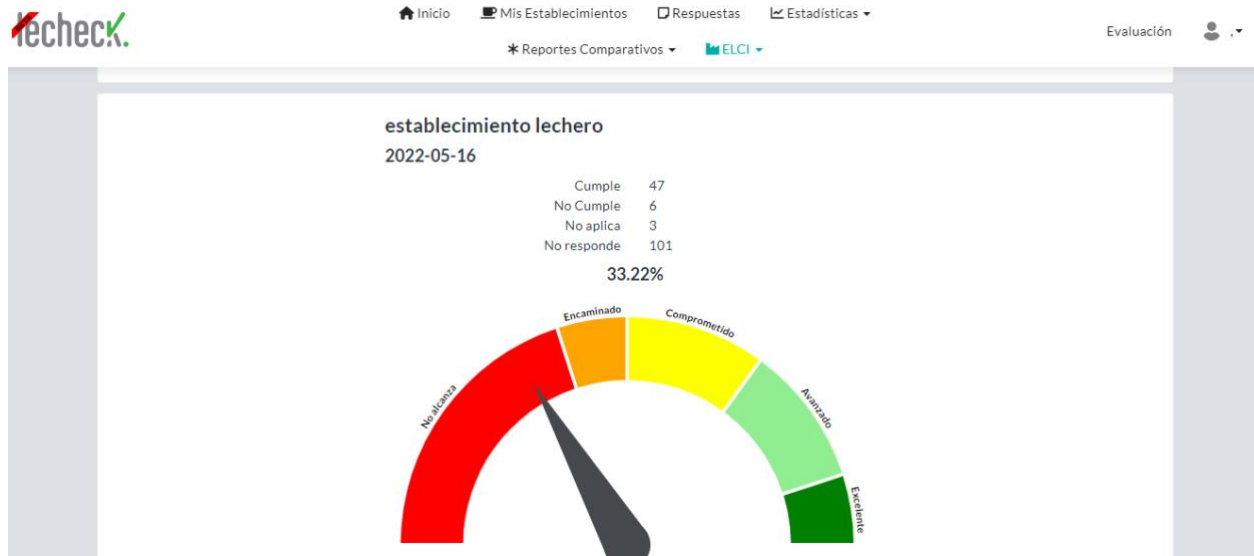 lecheck.
Inicio Mis Establecimientos Respuestas Estadísticas
Reportes Comparativos ELCI
Evaluación .
establecimiento lechero
2022-05-16
Cumple 47
No Cumple 6
No aplica 3
No responde 101
33.22%
Encaminado
Comprometido
No alcanza
Avanzado
Excelente